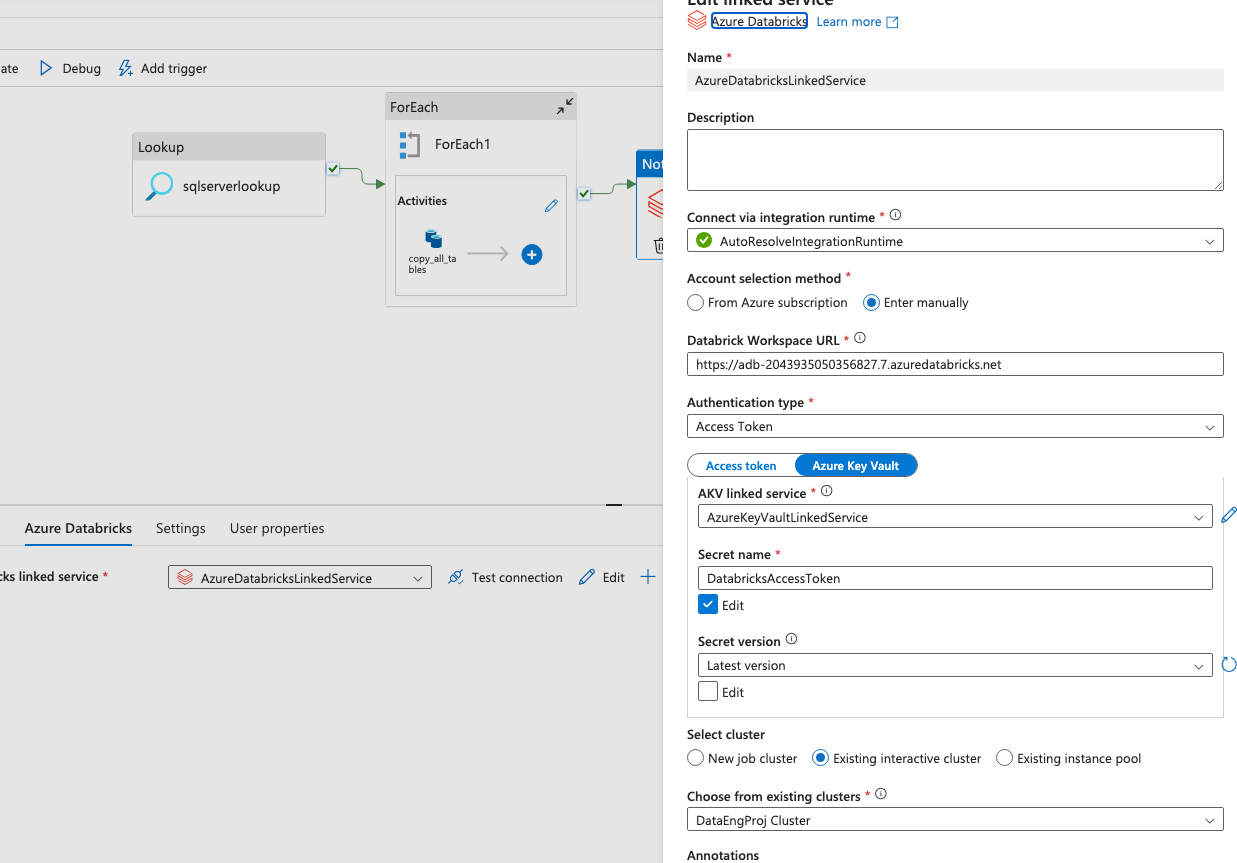 ate
Debug
Add trigger
Lookup
sqlserverlookup
ForEach
ForEach1
Activities
copy_all_ta
bles
Not
Azure Databricks
Settings
User properties
cks linked service *
AzureDatabricksLinkedService
Test connection
Edit
Edit linked service
Azure Databricks
Learn more
Name *
AzureDatabricksLinkedService
Description
Connect via integration runtime *
AutoResolveIntegrationRuntime
Account selection method *
From Azure subscription
Enter manually
Databrick Workspace URL *
https://adb-2043935050356827.7.azuredatabricks.net
Authentication type *
Access Token
Access token
Azure Key Vault
AKV linked service *
AzureKeyVaultLinkedService
Secret name *
DatabricksAccessToken
Edit
Secret version
Latest version
Edit
Select cluster
New job cluster
Existing interactive cluster
Existing instance pool
Choose from existing clusters *
DataEngProj Cluster
Annotations